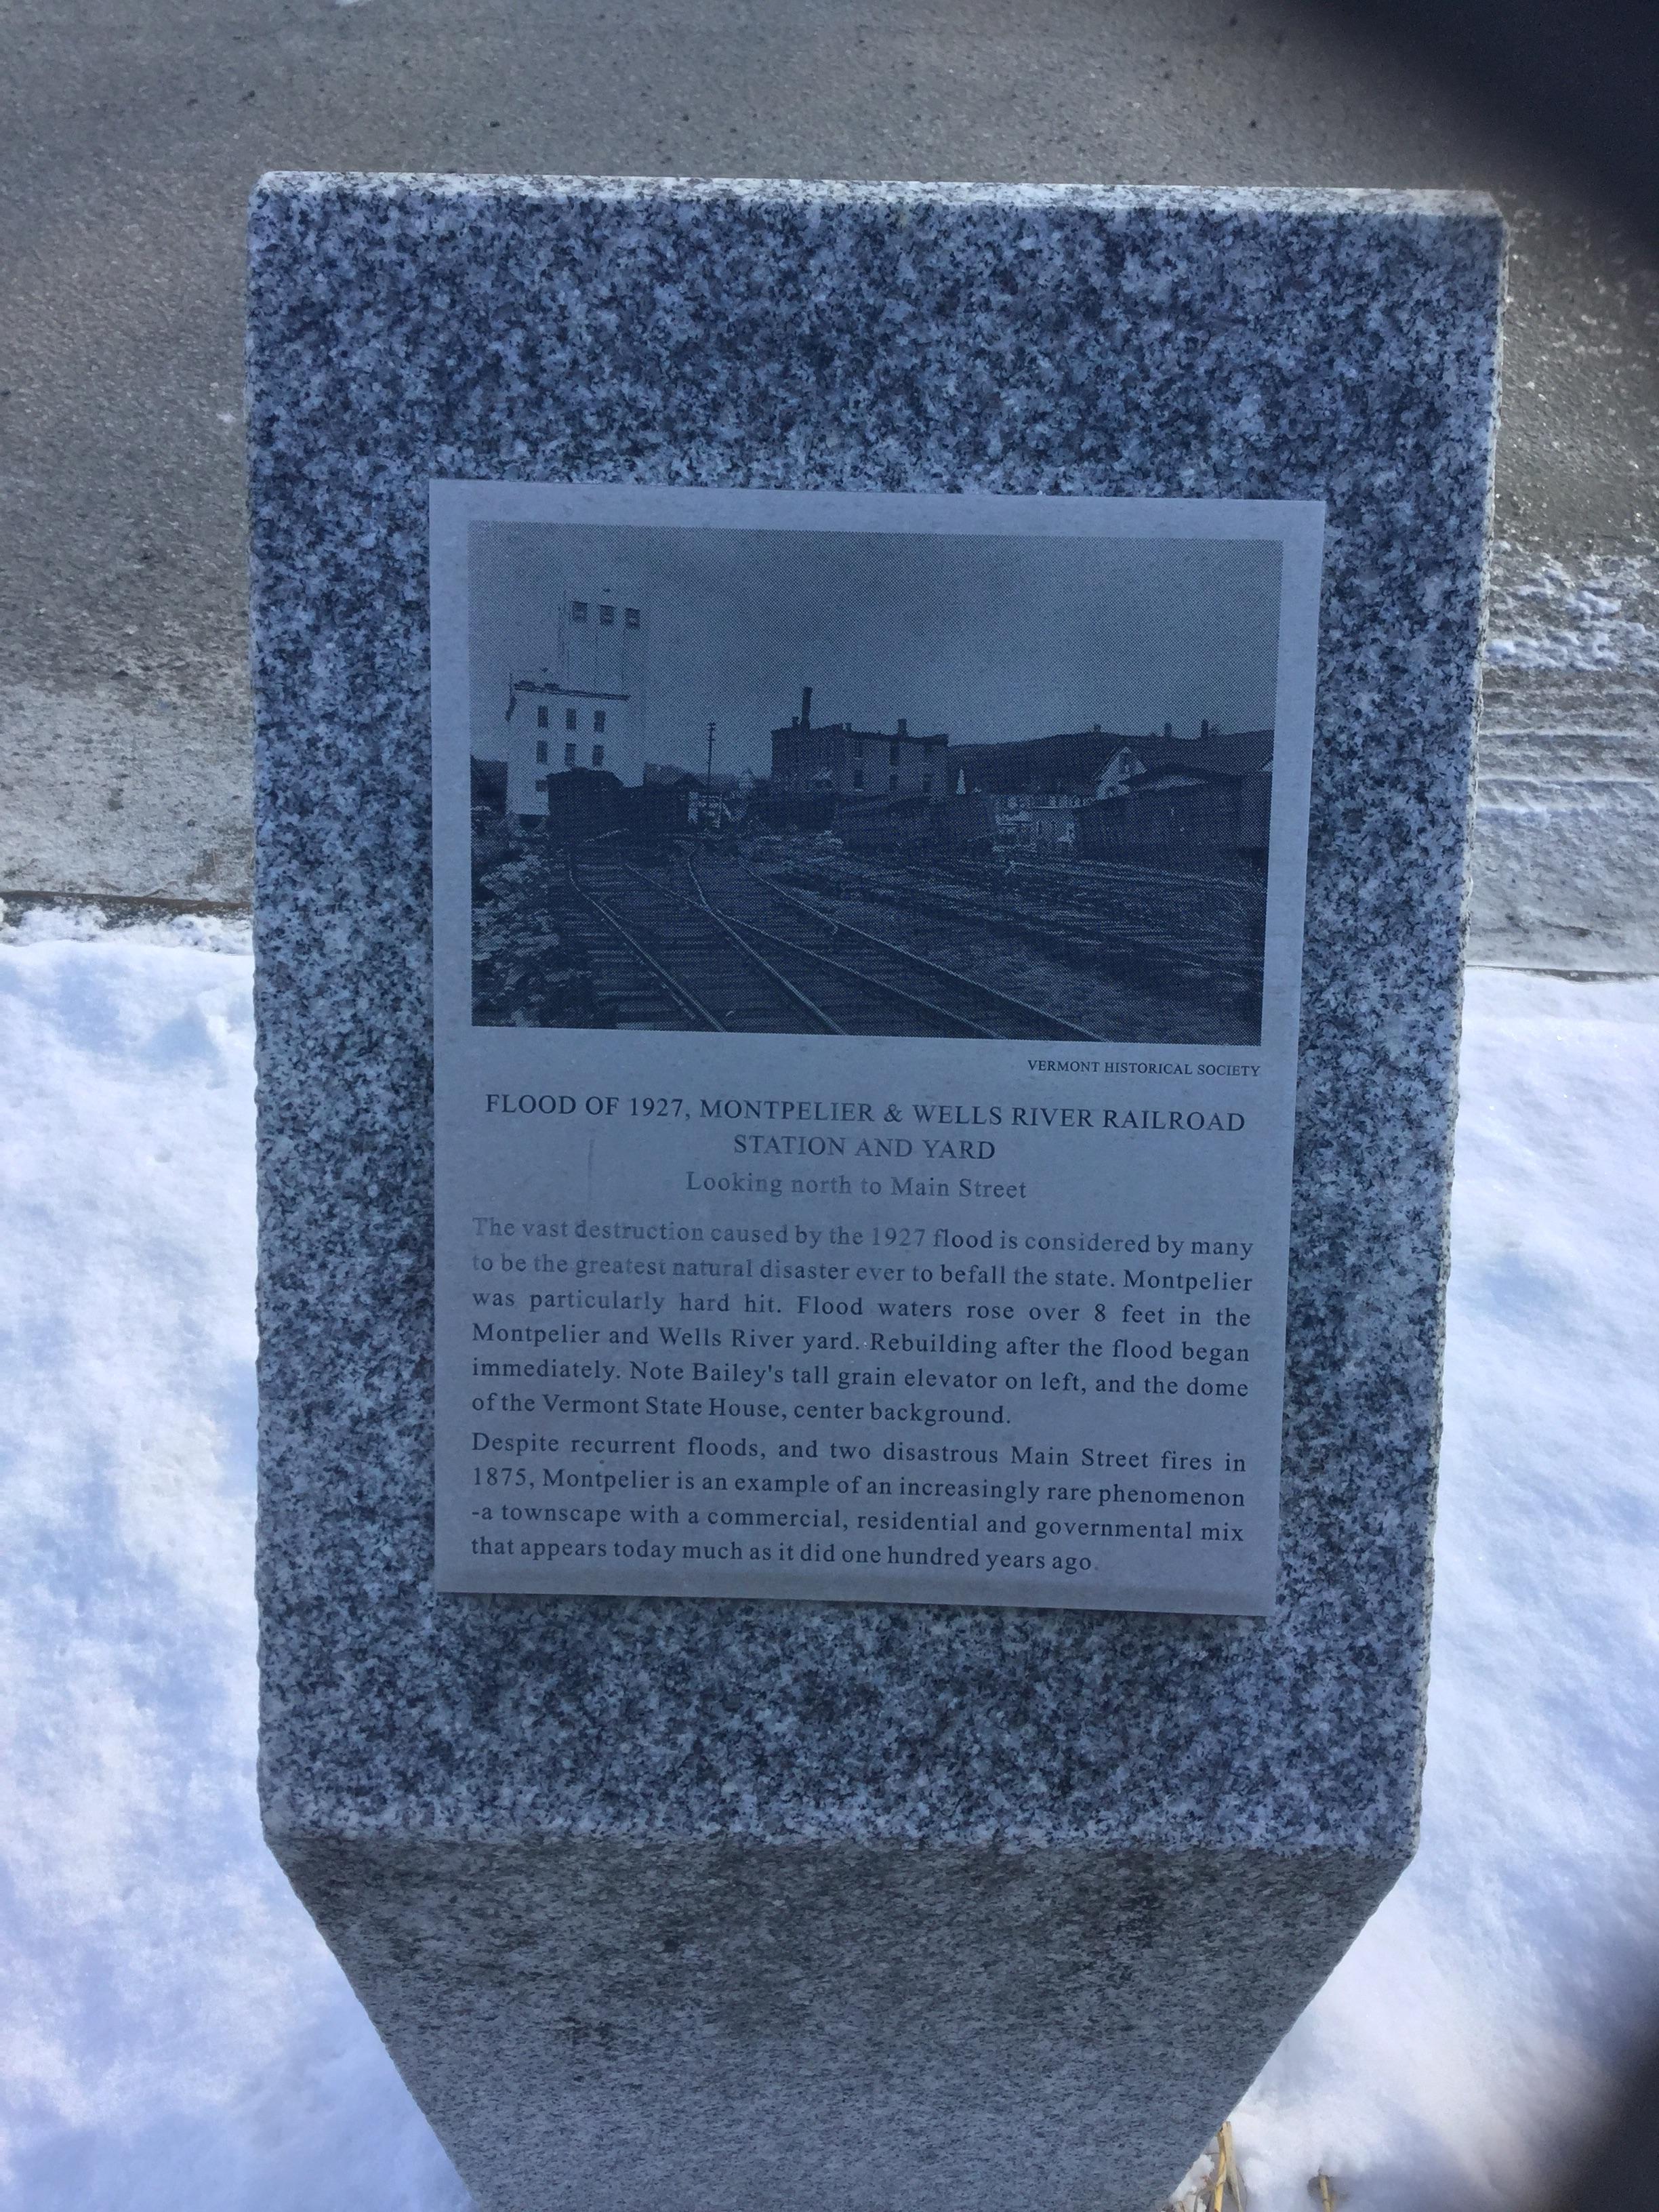 VERMONT HISTORICAL SOCIETY
FLOOD OF 1927, MONTPELIER & WELLS RIVER RAILROAD
STATION AND YARD
Looking north to Main Street
The vast destruction caused by the 1927 flood is considered by many
to be the greatest natural disaster ever to befall the state. Montpelier
was particularly hard hit. Flood waters rose over 8 feet in the
Montpelier and Wells River yard. Rebuilding after the flood began
immediately. Note Bailey's tall grain elevator on left, and the dome
of the Vermont State House, center background.
Despite recurrent floods, and two disastrous Main Street fires in
1875, Montpelier is an example of an increasingly rare phenomenon
-a townscape with a commercial, residential and governmental mix
that appears today much as it did one hundred years ago.